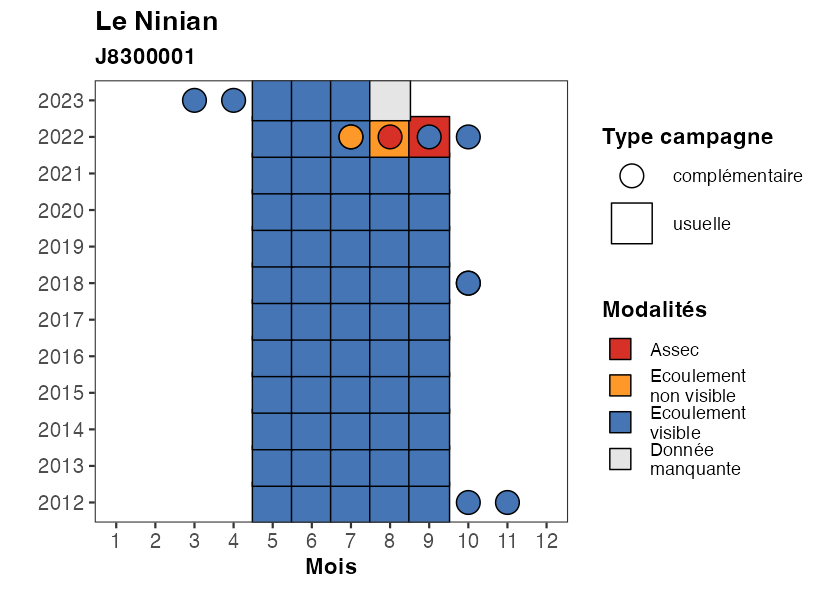 Le Ninian
J8300001
2023
2022
2021
2020
2019
2018
2017
2016
2015
2014
2013
2012
1 2 3 4 5 6 7 8 9 10 11 12
Mois
Type campagne
complémentaire
usuelle
Modalités
Assec
Ecoulement
non visible
Ecoulement
visible
Donnée
manquante